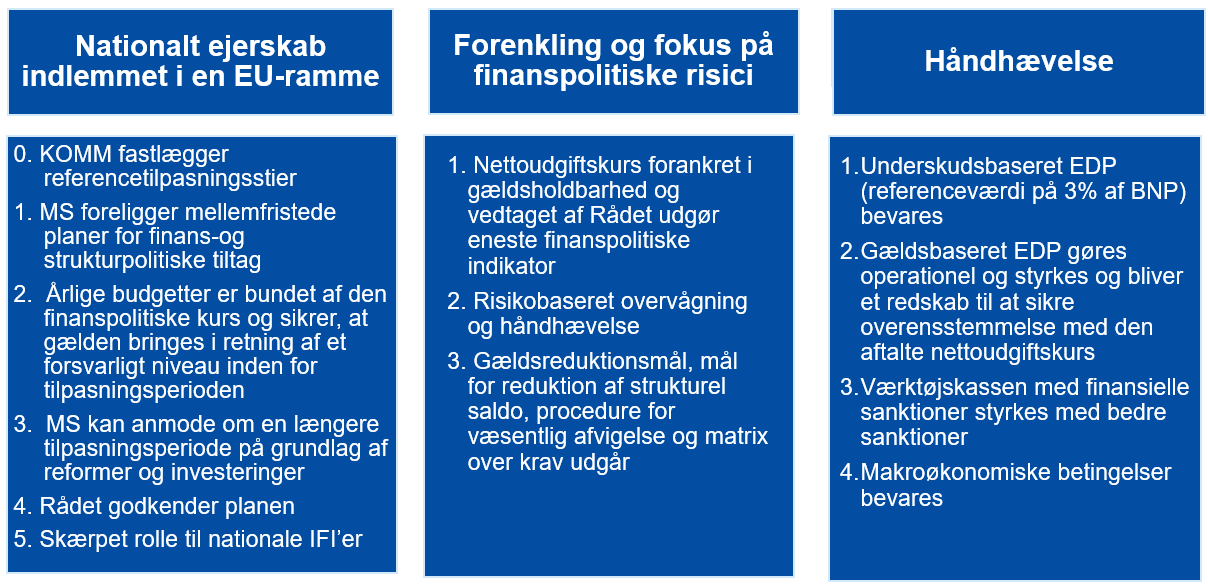 Nationalt ejerskab
indlemmet i en EU-ramme
0. KOMM fastlægger
referencetilpasningsstier
1. MS foreligger mellemfristede
planer for finans-og
strukturpolitiske tiltag
2. Årlige budgetter er bundet af den
finanspolitiske kurs og sikrer, at
gælden bringes i retning af et
forsvarligt niveau inden for
tilpasningsperioden
3. MS kan anmode om en længere
tilpasningsperiode på grundlag af
reformer og investeringer
4. Rådet godkender planen
5. Skærpet rolle til nationale IFI’er
Forenkling og fokus på
finanspolitiske risici
1. Nettoudgiftskurs forankret i
gældsholdbarhed og
vedtaget af Rådet udgør
eneste finanspolitiske
indikator
2. Risikobaseret overvågning
og håndhævelse
3. Gældsreduktionsmål, mål
for reduktion af strukturel
saldo, procedure for
væsentlig afvigelse og matrix
over krav udgår
Håndhævelse
1.Underskudsbaseret EDP
(referenceværdi på 3% af BNP)
bevares
2.Gældsbaseret EDP gøres
operationel og styrkes og bliver
et redskab til at sikre
overensstemmelse med den
aftalte nettoudgiftskurs
3.Værktøjskassen med finansielle
sanktioner styrkes med bedre
sanktioner
4.Makroøkonomiske betingelser
bevares